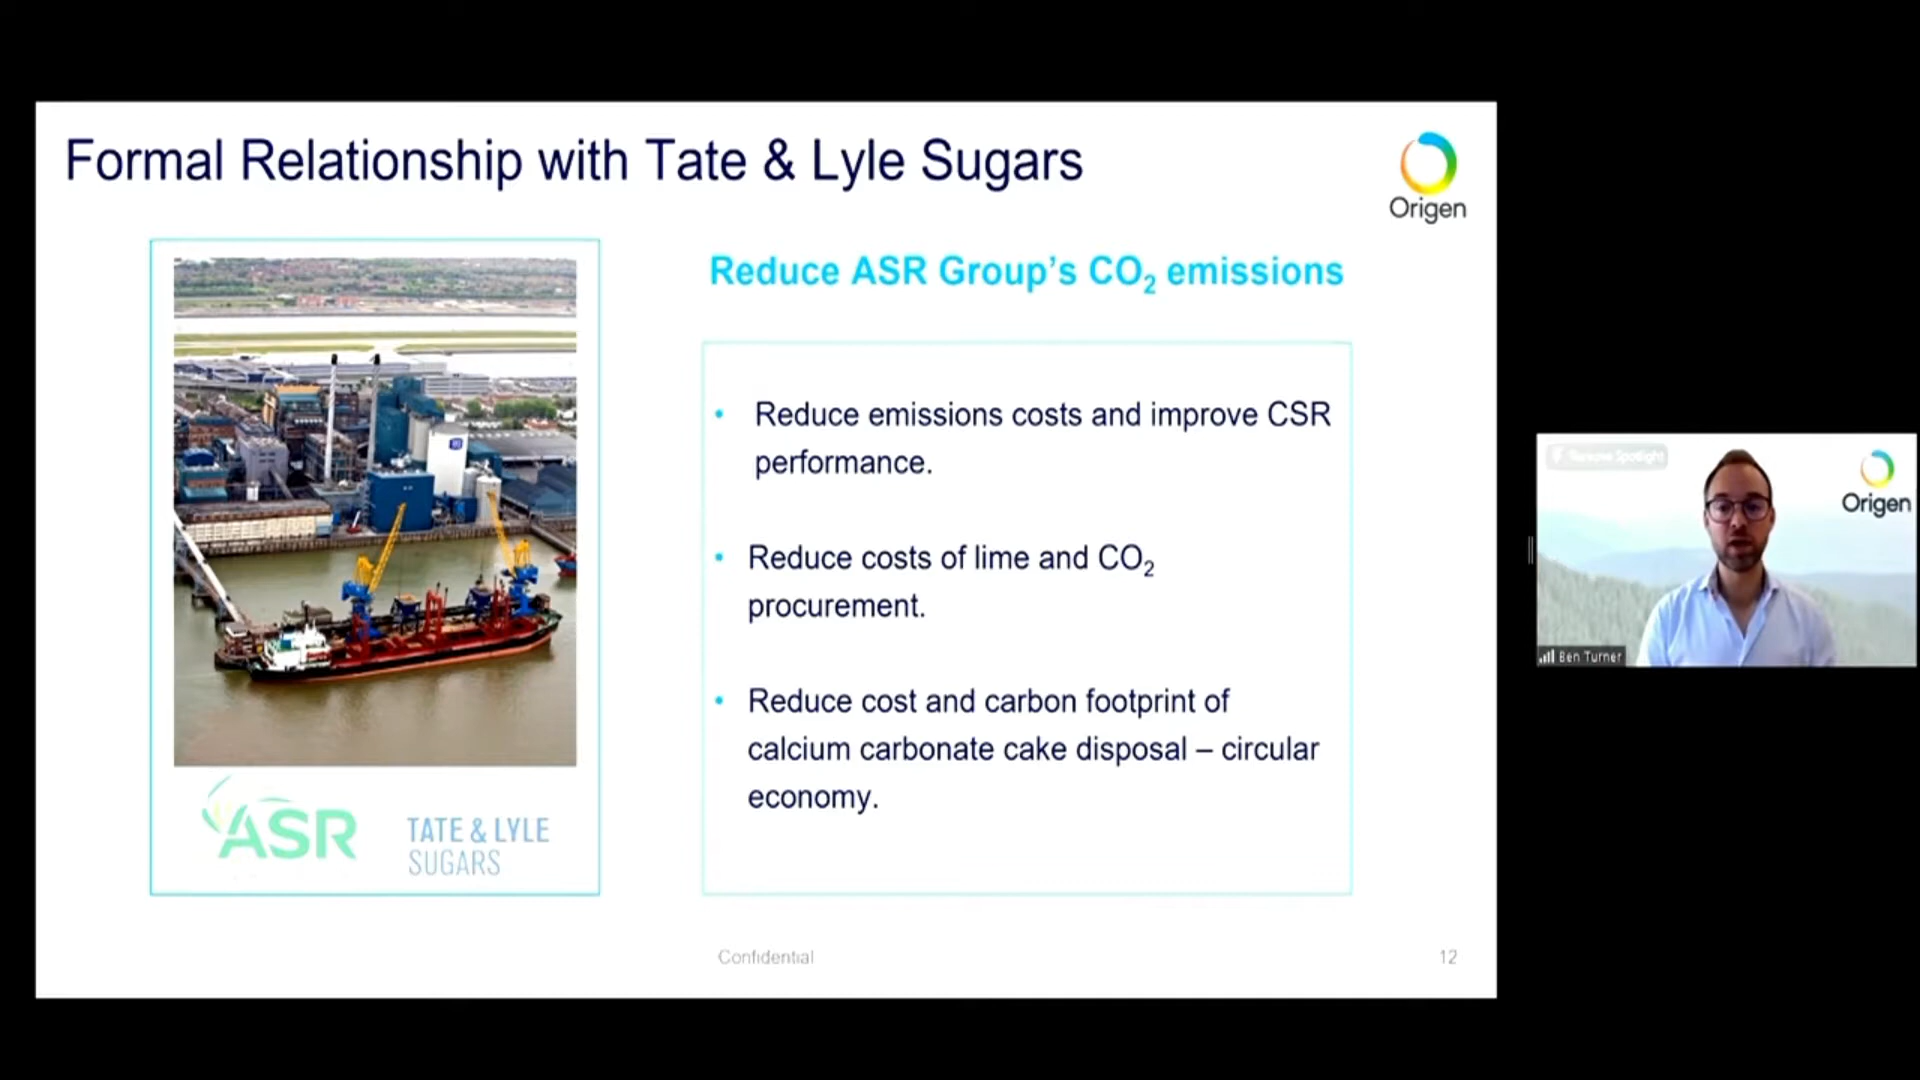 Formal Relationship with Tate & Lyle Sugars
Origen
Reduce ASR Group's CO₂ emissions
• Reduce emissions costs and improve CSR
performance.
• Reduce costs of lime and CO₂
procurement.
• Reduce cost and carbon footprint of
calcium carbonate cake disposal – circular
economy.
ASR
TATE & LYLE
SUGARS
Confidential
12
Remove Spotlight
Origen
Ben Turner